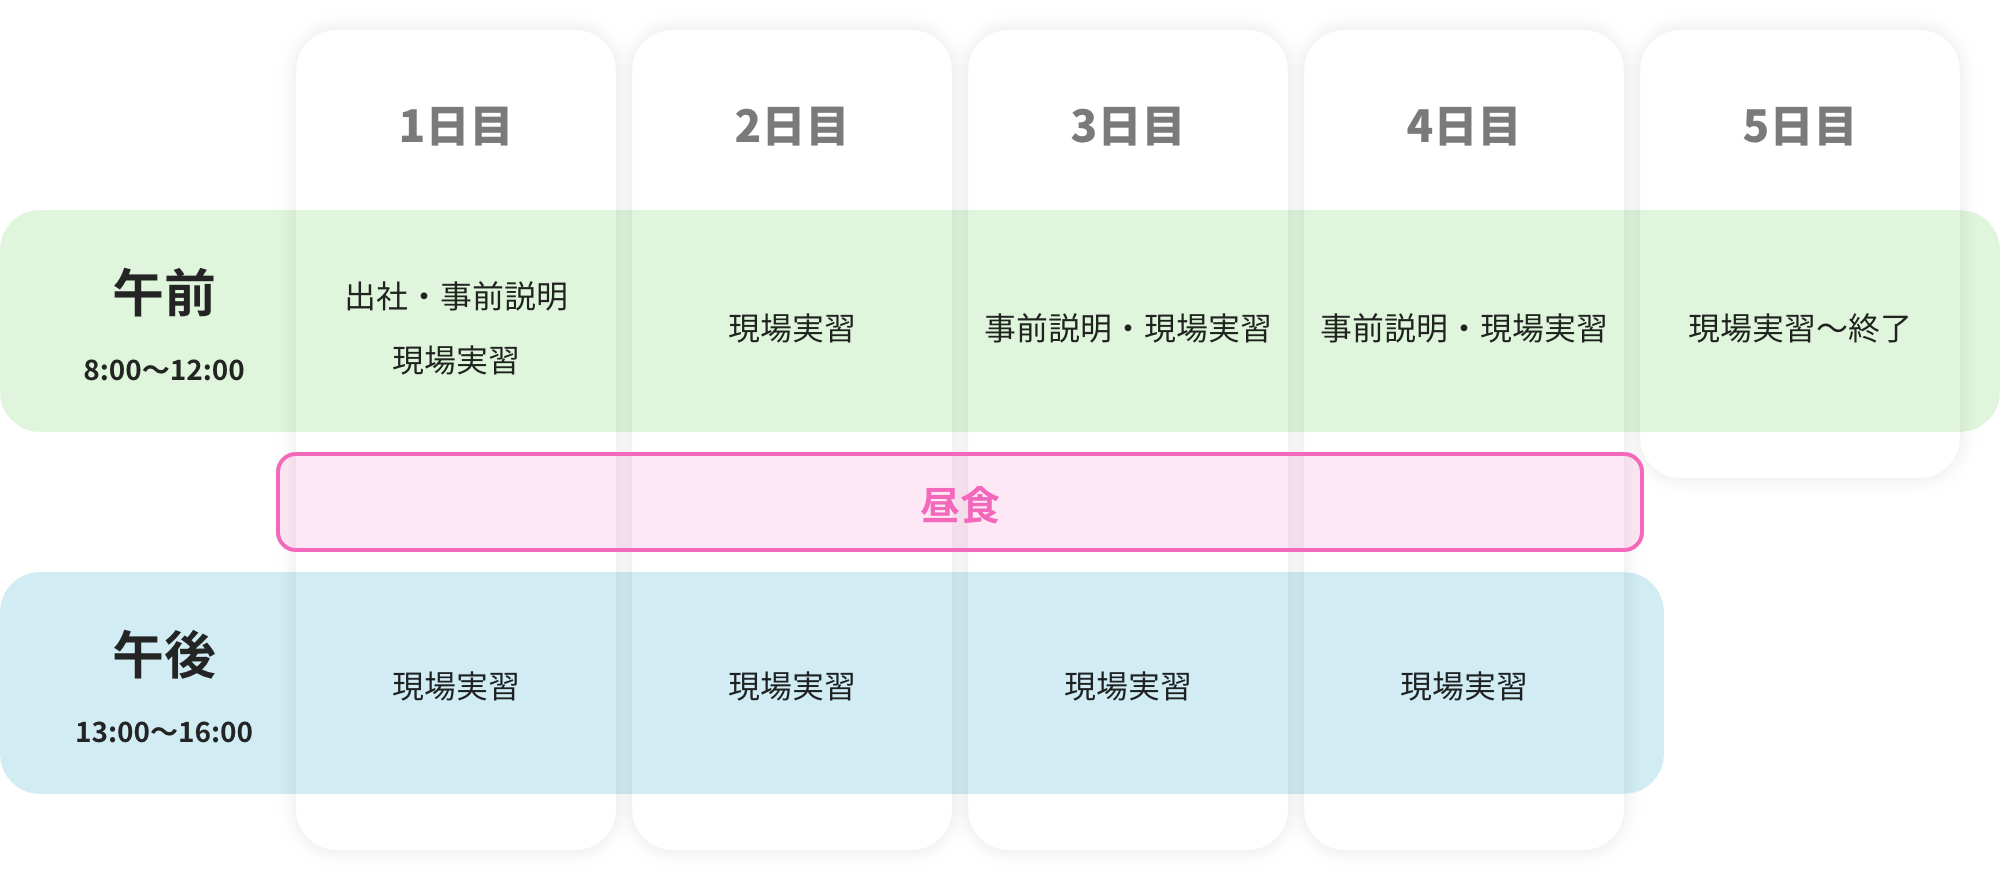 1日目
2日目
3日目
4日目
5日目
午前
8:00〜12:00
出社・事前説明
現場実習
現場実習
事前説明・現場実習
事前説明・現場実習
現場実習〜終了
昼食
午後
13:00〜16:00
現場実習
現場実習
現場実習
現場実習